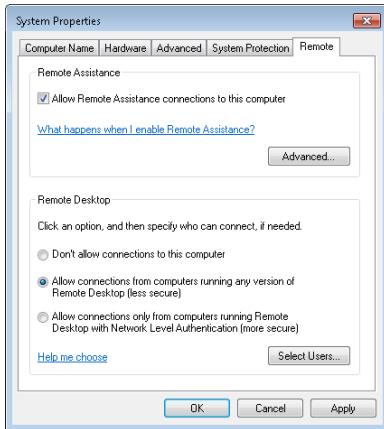 System Properties
Computer Name Hardware Advanced System Protection Remote
Remote Assistance
Allow Remote Assistance connections to this computer
What happens when I enable Remote Assistance?
Advanced...
Remote Desktop
Click an option, and then specify who can connect, if needed.
Don't allow connections to this computer
Allow connections from computers running any version of
Remote Desktop (less secure)
Allow connections only from computers running Remote
Desktop with Network Level Authentication (more secure)
Help me choose
Select Users...
OK Cancel Apply